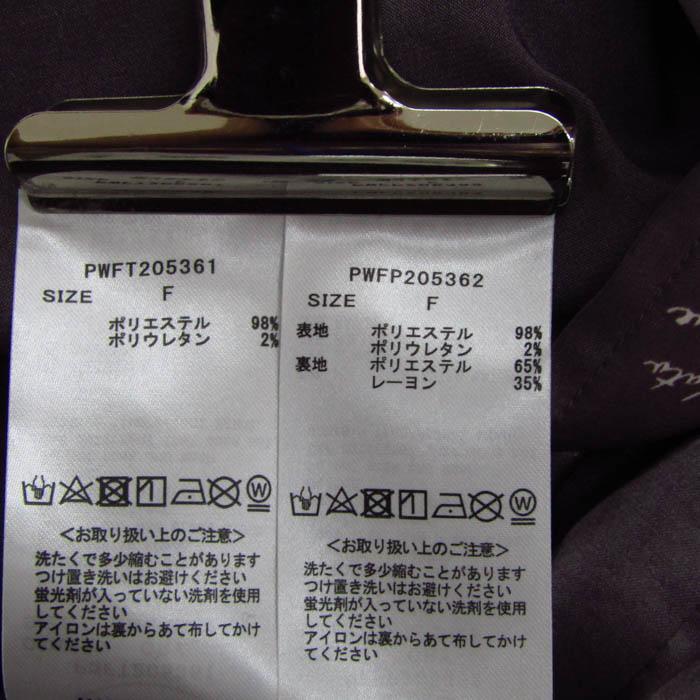 PWFT205361
SIZE F
ポリエステル 98%
ポリウレタン 2%
W
<お取り扱い上のご注意>
洗たくで多少縮むことがあります
つけ置き洗いはお避けください
蛍光剤が入っていない洗剤を使用
してください
アイロンは裏からあて布してかけ
てください
PWFP205362
SIZE F
表地 ポリエステル 98%
ポリウレタン 2%
裏地 ポリエステル 65%
レーヨン 35%
W
<お取り扱い上のご注意>
洗たくで多少縮むことがあります
つけ置き洗いはお避けください
蛍光剤が入っていない洗剤を使用
してください
アイロンは裏からあて布してかけ
てください